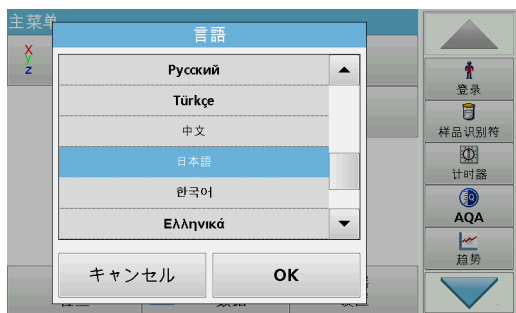 主菜单
言語
x
y
z
Русский
Türkçe
中文
日本語
한국어
Ελληνικά
キャンセル
OK
登录
样品识别符
计时器
AQA
趋势